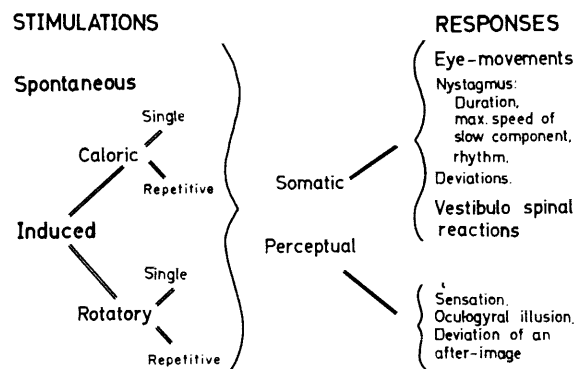 STIMULATIONS
Spontaneous
Single
Caloric
Repetitive
Induced
Single
Rotatory
Repetitive
Somatic
Perceptual
RESPONSES
Eye-movements
Nystagmus:
Duration,
max. speed of
slow component,
rhythm,
Deviations.
Vestibulo spinal
reactions
Sensation,
Oculogyral illusion,
Deviation of an
after-image